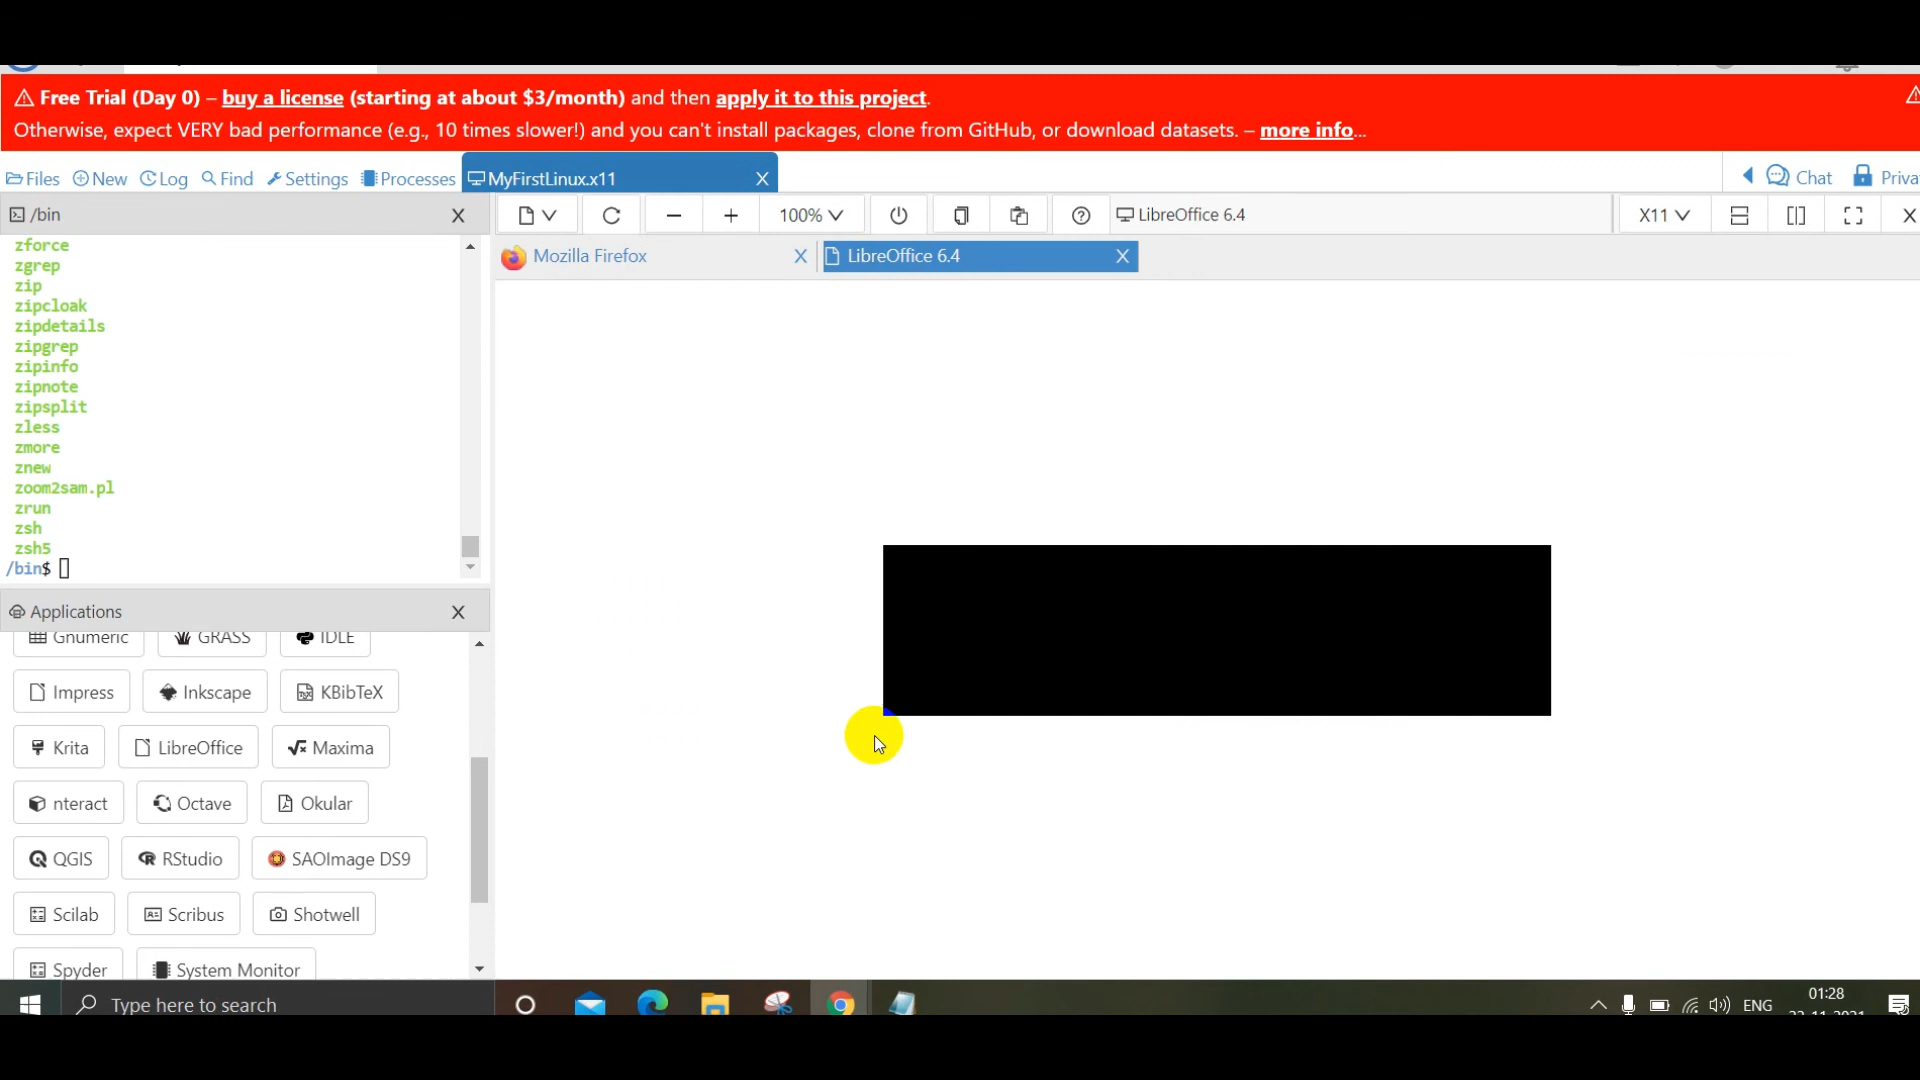 Free Trial (Day 0) – buy a license (starting at about $3/month) and then apply it to this project.
Otherwise, expect VERY bad performance (e.g., 10 times slower!) and you can't install packages, clone from GitHub, or download datasets. – more info...
Files New Log Find Settings Processes MyFirstLinux.x11 X Chat
/bin X 100% LibreOffice 6.4 X11 X
Mozilla Firefox X LibreOffice 6.4 X
zforce
zgrep
zip
zipcloak
zipdetails
zipgrep
zipinfo
zipnote
zipsplit
zless
zmore
znew
zoom2sam.pl
zrun
zsh
zsh5
/bin$
Applications X
Gnumeric GRASS IDLE
Impress Inkscape KBibTeX
Krita LibreOffice Maxima
nteract Octave Okular
QGIS RStudio SAOImage DS9
Scilab Scribus Shotwell
Spyder System Monitor
Type here to search
ENG
01:28